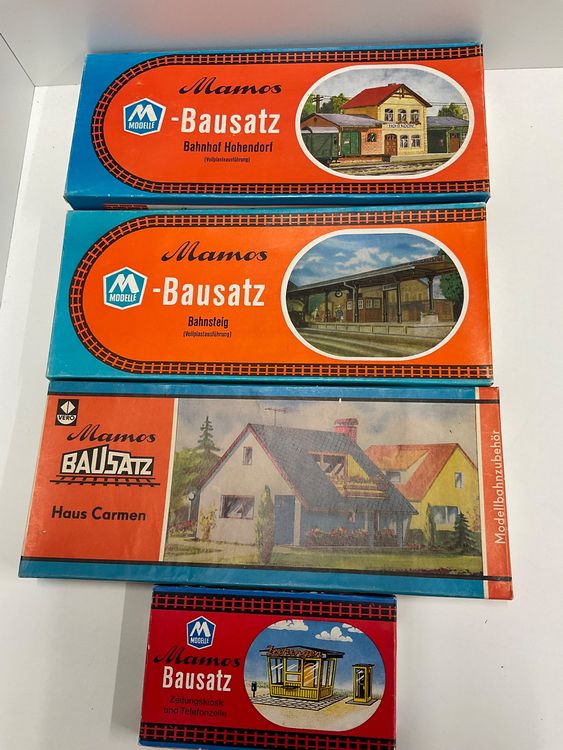 Mamos
M
MODELLE
-Bausatz
Bahnhof Hohendorf
(Vollplastausführung)
HOHENDORF
Mamos
M
MODELLE
-Bausatz
Bahnsteig
(Vollplastausführung)
VERO
Mamos
BAUSATZ
Haus Carmen
Modellbahnzubehör
M
MODELLE
Mamos
Bausatz
Zeitungskiosk
und Telefonzelle